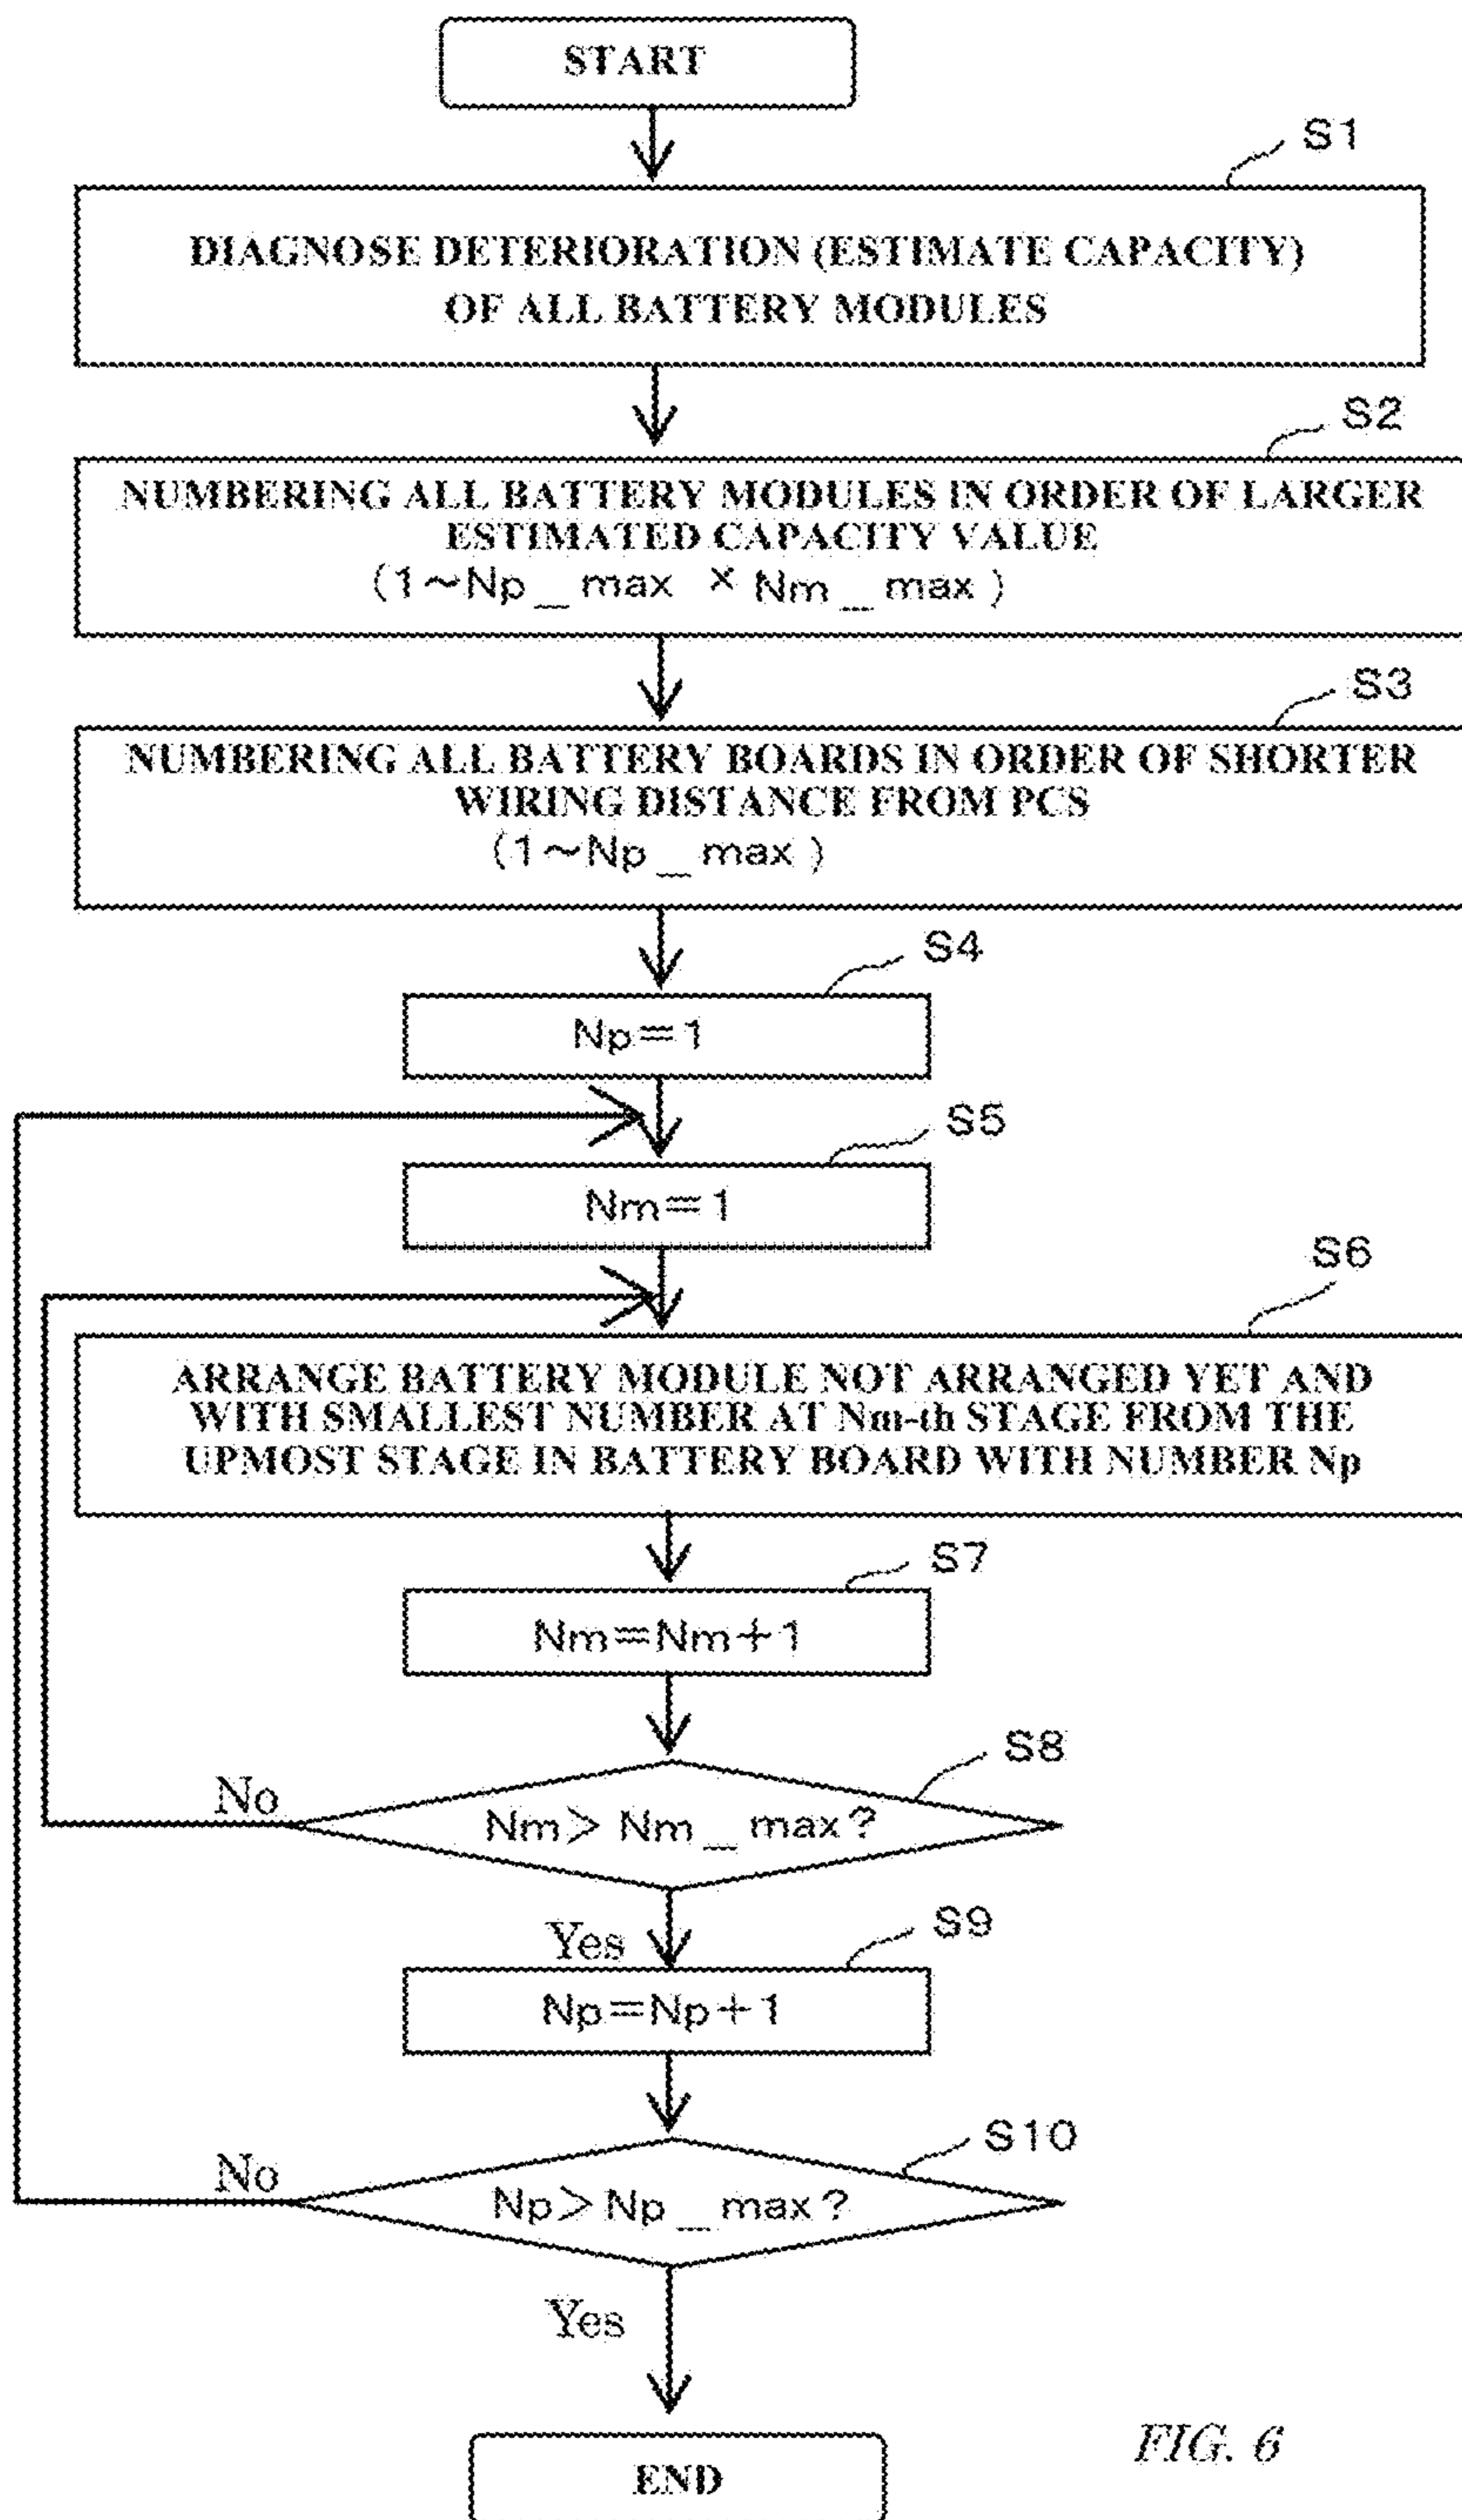 START
S1
DIAGNOSE DETERIORATION (ESTIMATE CAPACITY)
OF ALL BATTERY MODULES
S2
NUMBERING ALL BATTERY MODULES IN ORDER OF LARGER
ESTIMATED CAPACITY VALUE
(1~Np_max × Nm_max)
S3
NUMBERING ALL BATTERY BOARDS IN ORDER OF SHORTER
WIRING DISTANCE FROM PCS
(1~Np_max)
S4
Np=1
S5
Nm=1
S6
ARRANGE BATTERY MODULE NOT ARRANGED YET AND
WITH SMALLEST NUMBER AT Nm-th STAGE FROM THE
UPMOST STAGE IN BATTERY BOARD WITH NUMBER Np
S7
Nm=Nm+1
S8
No
Nm> Nm_max?
Yes
S9
Np=Np+1
S10
No
Np> Np_max?
Yes
END
FIG. 6